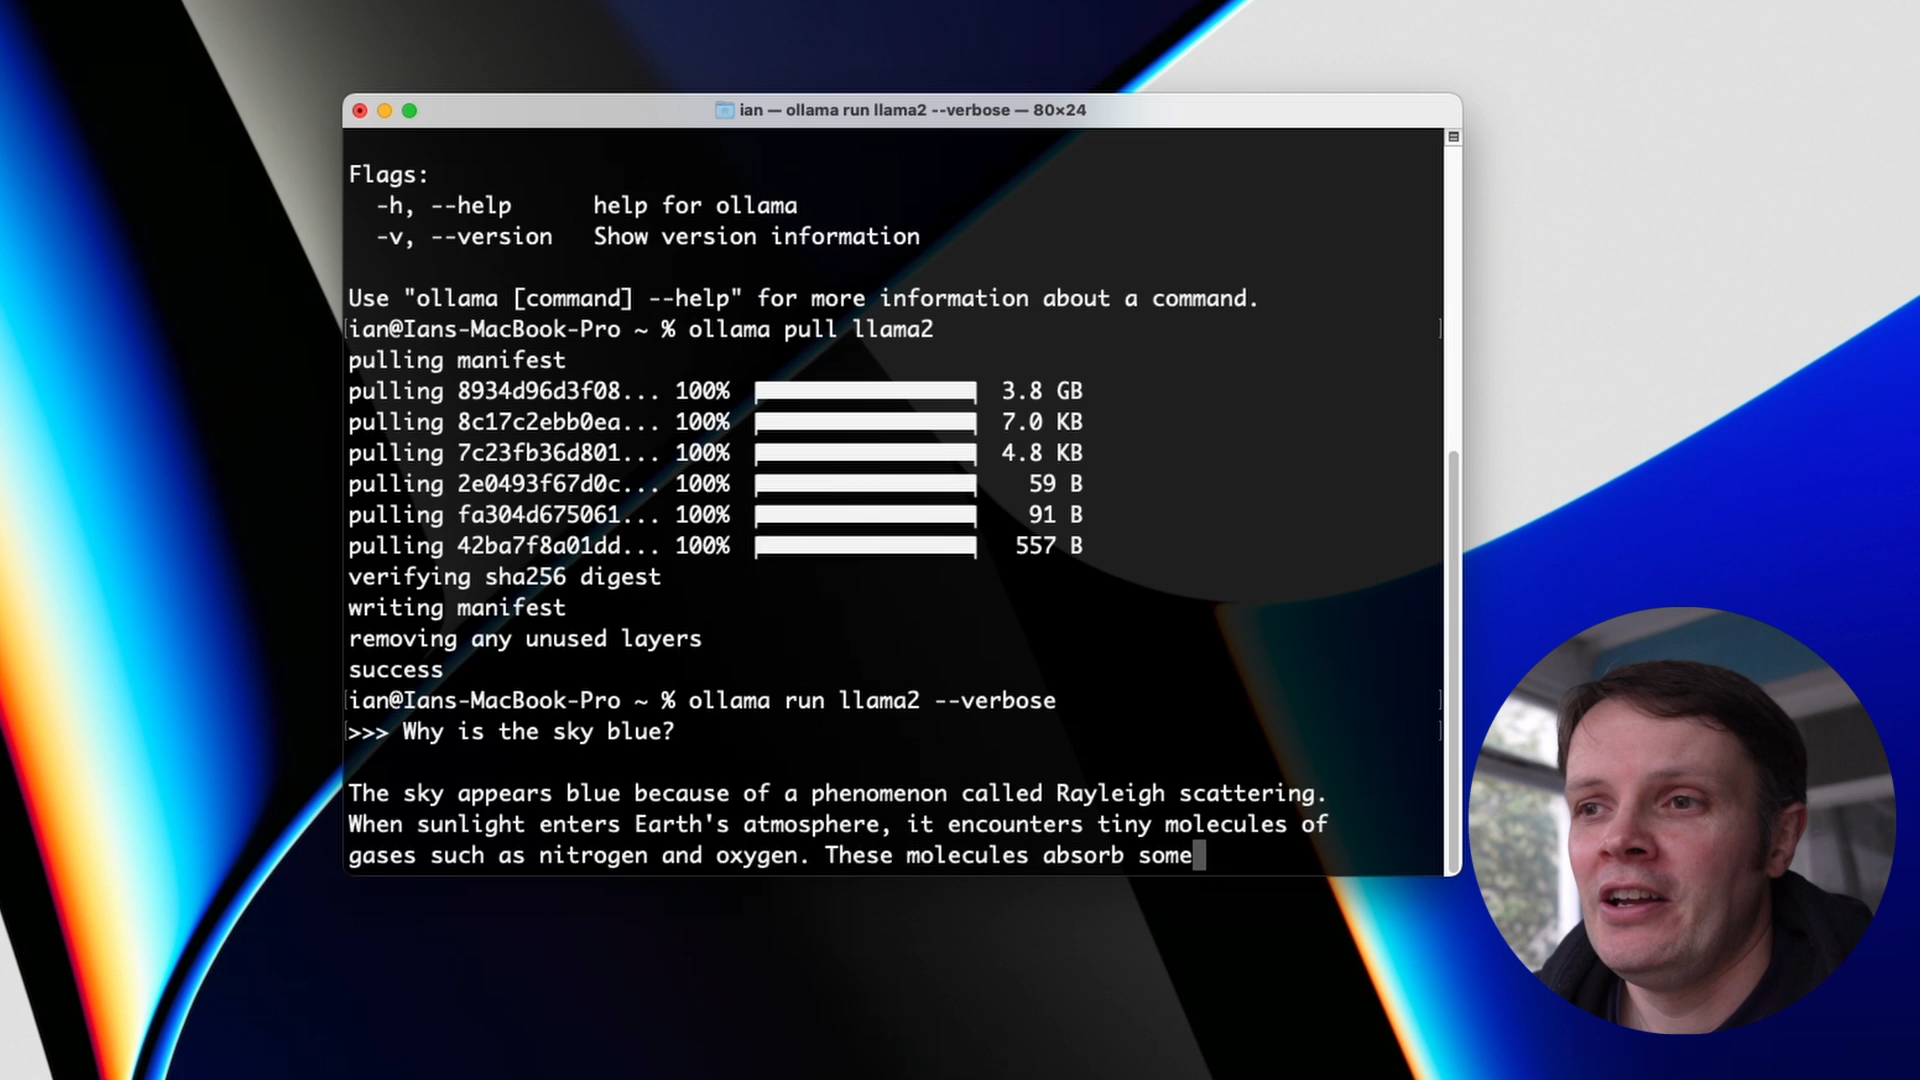 ian — ollama run llama2 --verbose — 80×24
Flags:
-h, --help help for ollama
-v, --version Show version information
Use "ollama [command] --help" for more information about a command.
ian@Ians-MacBook-Pro ~ % ollama pull llama2
pulling manifest
pulling 8934d96d3f08... 100% 3.8 GB
pulling 8c17c2ebb0ea... 100% 7.0 KB
pulling 7c23fb36d801... 100% 4.8 KB
pulling 2e0493f67d0c... 100% 59 B
pulling fa304d675061... 100% 91 B
pulling 42ba7f8a01dd... 100% 557 B
verifying sha256 digest
writing manifest
removing any unused layers
success
ian@Ians-MacBook-Pro ~ % ollama run llama2 --verbose
>>> Why is the sky blue?
The sky appears blue because of a phenomenon called Rayleigh scattering.
When sunlight enters Earth's atmosphere, it encounters tiny molecules of
gases such as nitrogen and oxygen. These molecules absorb some